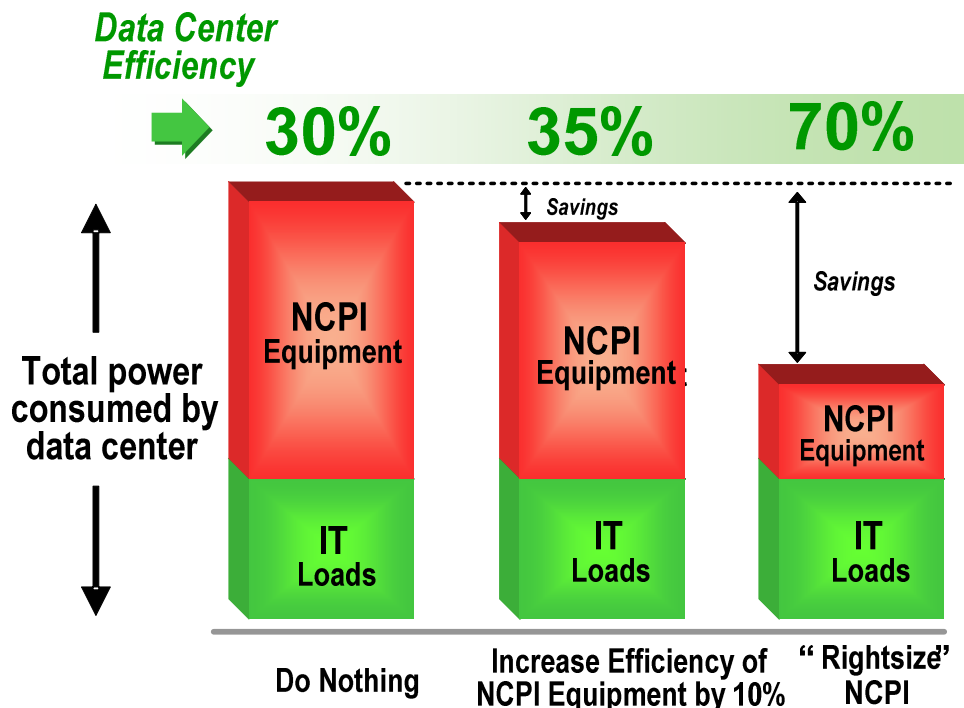 Data Center
Efficiency
30%
35%
70%
Savings
Savings
NCPI
Equipment
NCPI
Equipment
NCPI
Equipment
Total power
consumed by
data center
IT
Loads
IT
Loads
IT
Loads
Do Nothing
Increase Efficiency of
NCPI Equipment by 10%
“ Rightsize”
NCPI